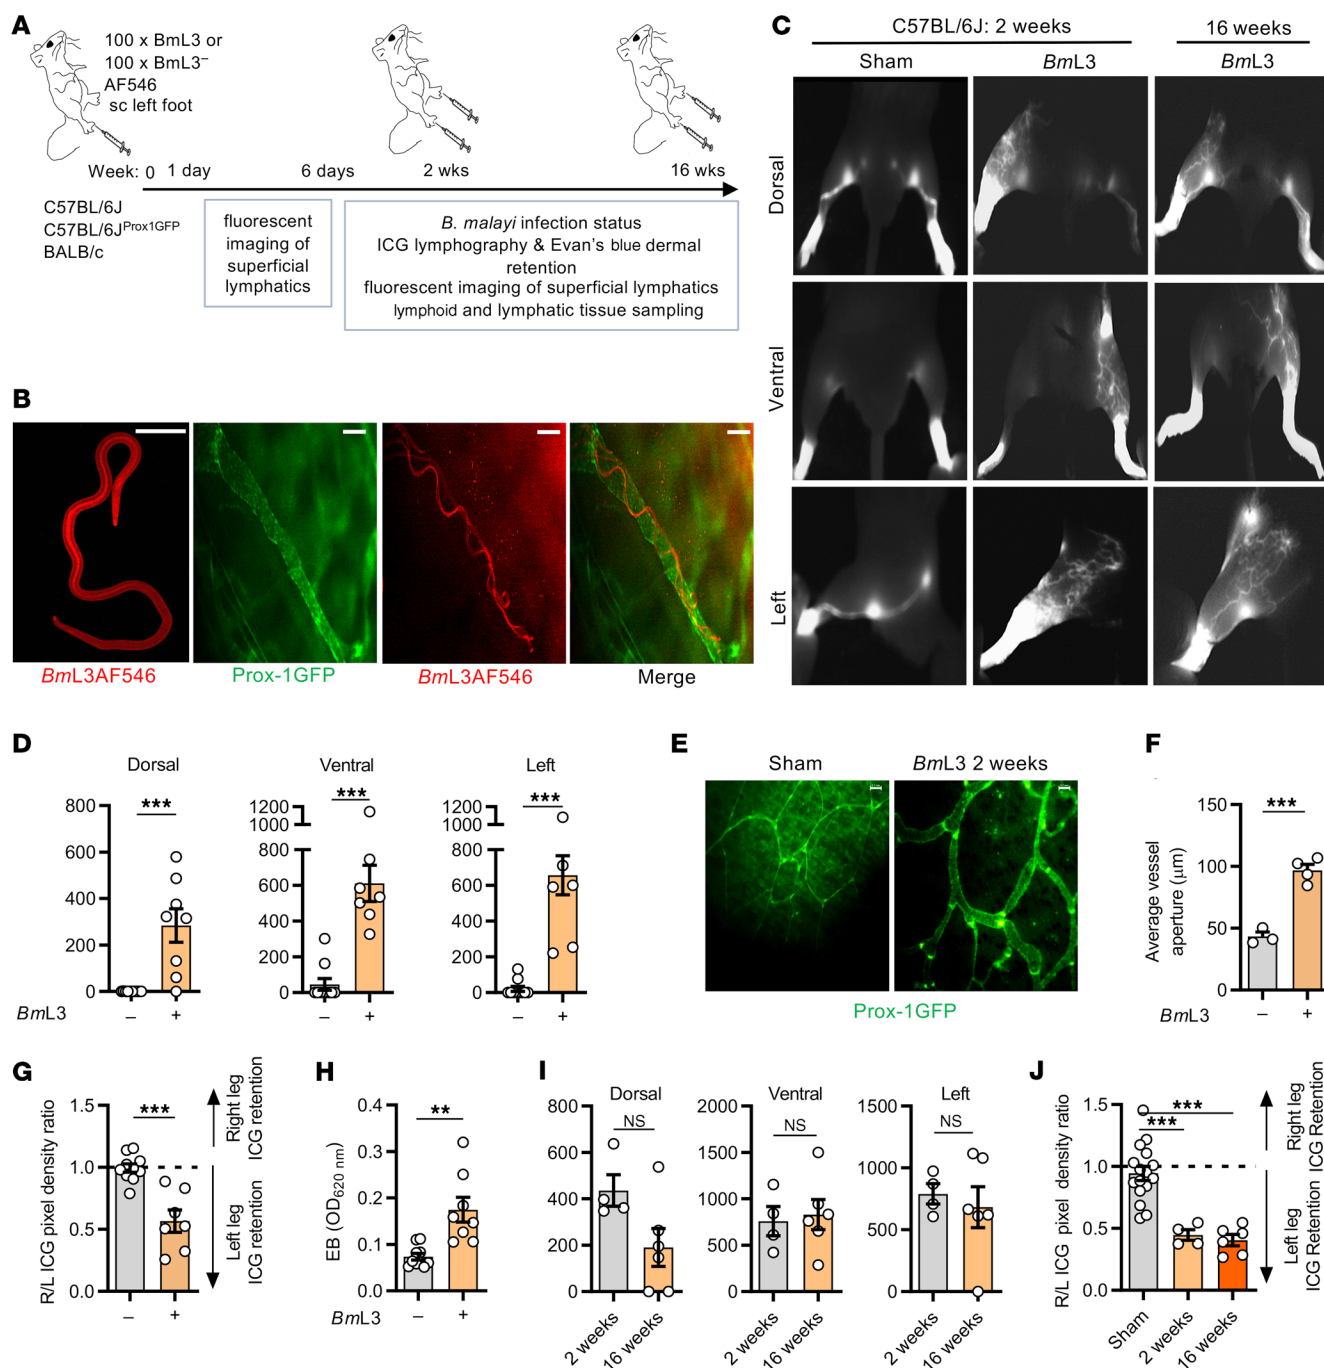 A
100 x BmL3 or
100 x BmL3⁻
AF546
sc left foot
Week: 0 1 day 6 days 2 wks 16 wks
C57BL/6J
C57BL/6J^Prox1GFP
BALB/c
fluorescent
imaging of
superficial
lymphatics
B. malayi infection status
ICG lymphography & Evan's blue dermal
retention
fluorescent imaging of superficial lymphatics
lymphoid and lymphatic tissue sampling
C
C57BL/6J: 2 weeks 16 weeks
Sham BmL3 BmL3
Dorsal
Ventral
Left
B
BmL3AF546 Prox-1GFP BmL3AF546 Merge
D
Dorsal Ventral Left
800
600
400
200
0
***
1200
1000
800
600
400
200
0
***
1200
1000
800
600
400
200
0
***
BmL3 – + – + – +
E
Sham BmL3 2 weeks
Prox-1GFP
F
Average vessel
aperture (μm)
150
100
50
0
***
BmL3 – +
G
R/L ICG pixel density ratio
1.5
1.0
0.5
0.0
***
– +
Right leg
ICG retention
Left leg
ICG retention
H
EB (OD620 nm)
0.4
0.3
0.2
0.1
0.0
**
BmL3 – +
I
Dorsal Ventral Left
800
600
400
200
0
NS
2 weeks 16 weeks
2000
1500
1000
500
0
NS
2 weeks 16 weeks
1500
1000
500
0
NS
2 weeks 16 weeks
J
R/L ICG pixel density ratio
1.5
1.0
0.5
0.0
***
***
Sham 2 weeks 16 weeks
Right leg
ICG Retention
Left leg
ICG Retention